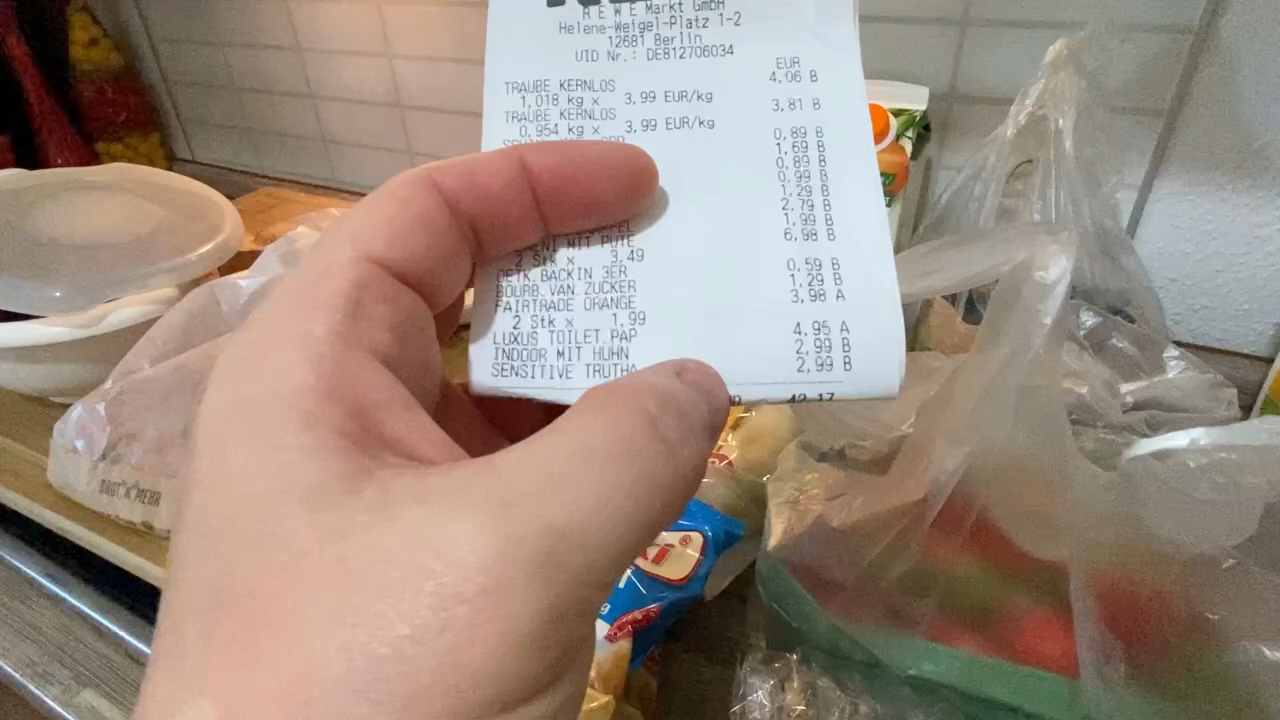 R E W E Markt GmbH
Helene-Weigel-Platz 1-2
12681 Berlin
UID Nr.: DE812706034
EUR
TRAUBE KERNLOS 4,06 B
1,018 kg x 3,99 EUR/kg
TRAUBE KERNLOS 3,81 B
0,954 kg x 3,99 EUR/kg
0,89 B
1,69 B
0,89 B
0,99 B
1,29 B
2,79 B
1,99 B
MIT PUTE 6,98 B
2 Stk x 3,49
OETK. BACKIN 3ER 0,59 B
BOURB. VAN. ZUCKER 1,29 B
FAIRTRADE ORANGE 3,98 A
2 Stk x 1,99
LUXUS TOILET. PAP 4,95 A
INDOOR MIT HUHN 2,99 B
SENSITIVE TRUTHA 2,99 B
42,17
BROT & MEHR